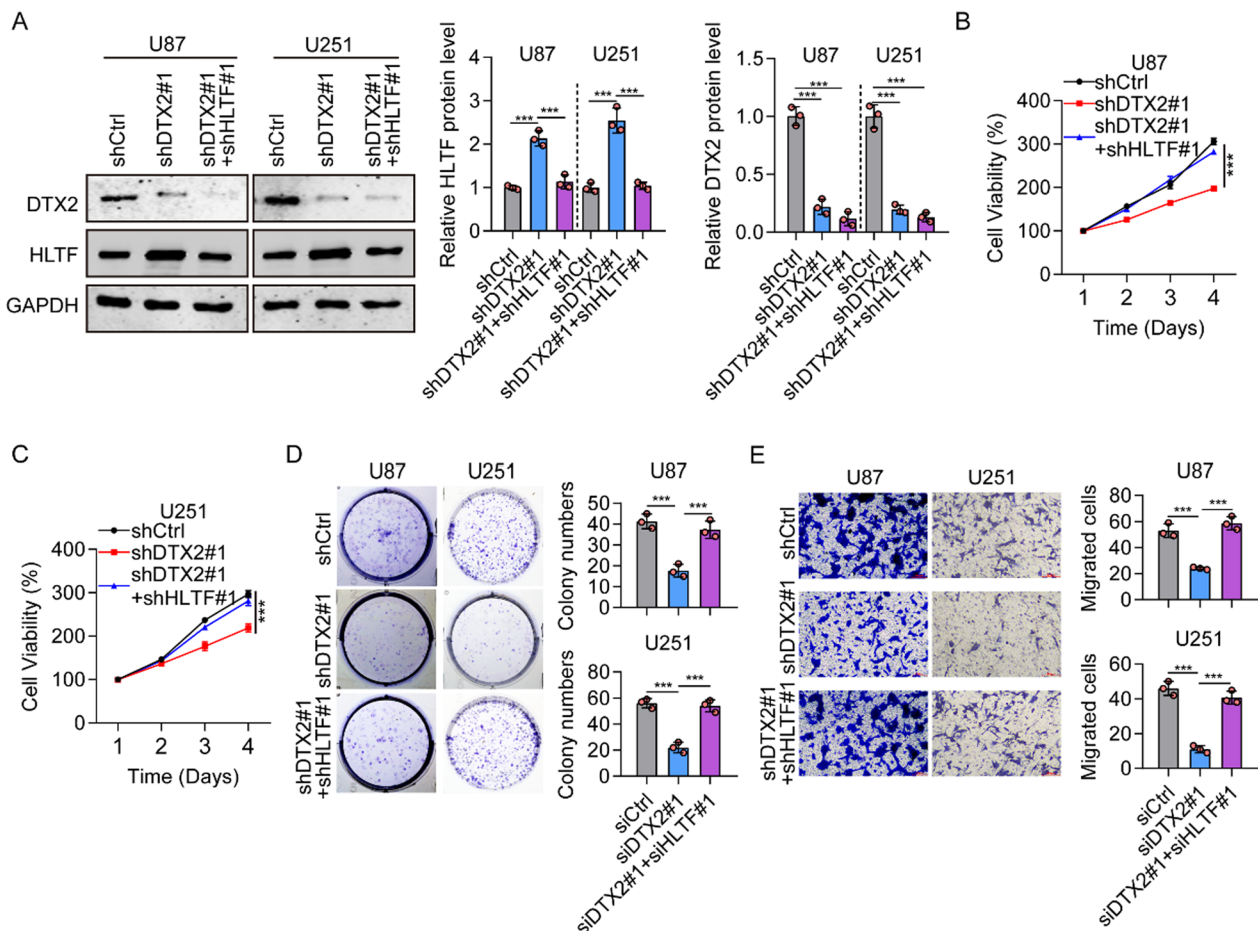 A
U87
U251
shCtrl
shDTX2#1
shDTX2#1
+shHLTF#1
shCtrl
shDTX2#1
shDTX2#1
+shHLTF#1
DTX2
HLTF
GAPDH
Relative HLTF protein level
U87
U251
4
3
2
1
0
***
***
***
***
shCtrl
shDTX2#1
shDTX2#1+shHLTF#1
shCtrl
shDTX2#1
shDTX2#1+shHLTF#1
Relative DTX2 protein level
U87
U251
1.5
1.0
0.5
0.0
***
***
***
***
shCtrl
shDTX2#1
shDTX2#1+shHLTF#1
shCtrl
shDTX2#1
shDTX2#1+shHLTF#1
B
U87
shCtrl
shDTX2#1
shDTX2#1
+shHLTF#1
Cell Viability (%)
400
300
200
100
0
***
1 2 3 4
Time (Days)
C
U251
shCtrl
shDTX2#1
shDTX2#1
+shHLTF#1
Cell Viability (%)
400
300
200
100
0
***
1 2 3 4
Time (Days)
D
U87
U251
shCtrl
shDTX2#1
shDTX2#1
+shHLTF#1
U87
Colony numbers
50
40
30
20
10
0
***
***
U251
Colony numbers
80
60
40
20
0
***
***
siCtrl
siDTX2#1
siDTX2#1+siHLTF#1
E
U87
U251
shCtrl
shDTX2#1
shDTX2#1
+shHLTF#1
U87
Migrated cells
80
60
40
20
0
***
***
U251
Migrated cells
60
40
20
0
***
***
siCtrl
siDTX2#1
siDTX2#1+siHLTF#1